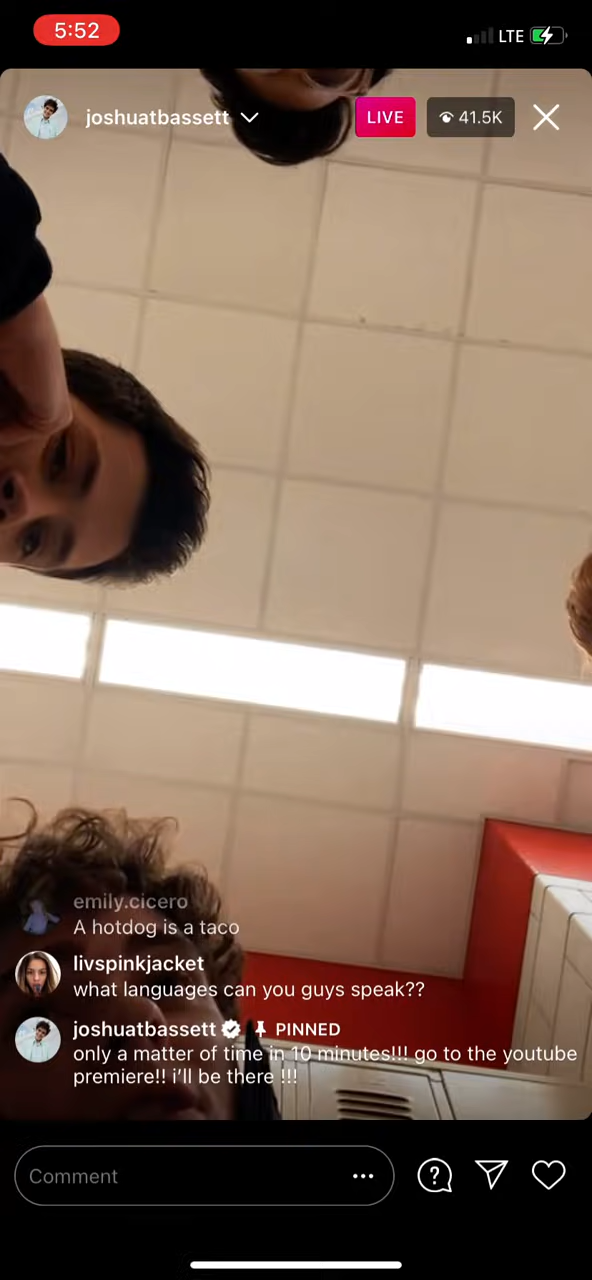 5:52
LTE
joshuatbassett
LIVE
41.5K
emily.cicero
A hotdog is a taco
livspinkjacket
what languages can you guys speak??
joshuatbassett PINNED
only a matter of time in 10 minutes!!! go to the youtube
premiere!! i'll be there !!!
Comment